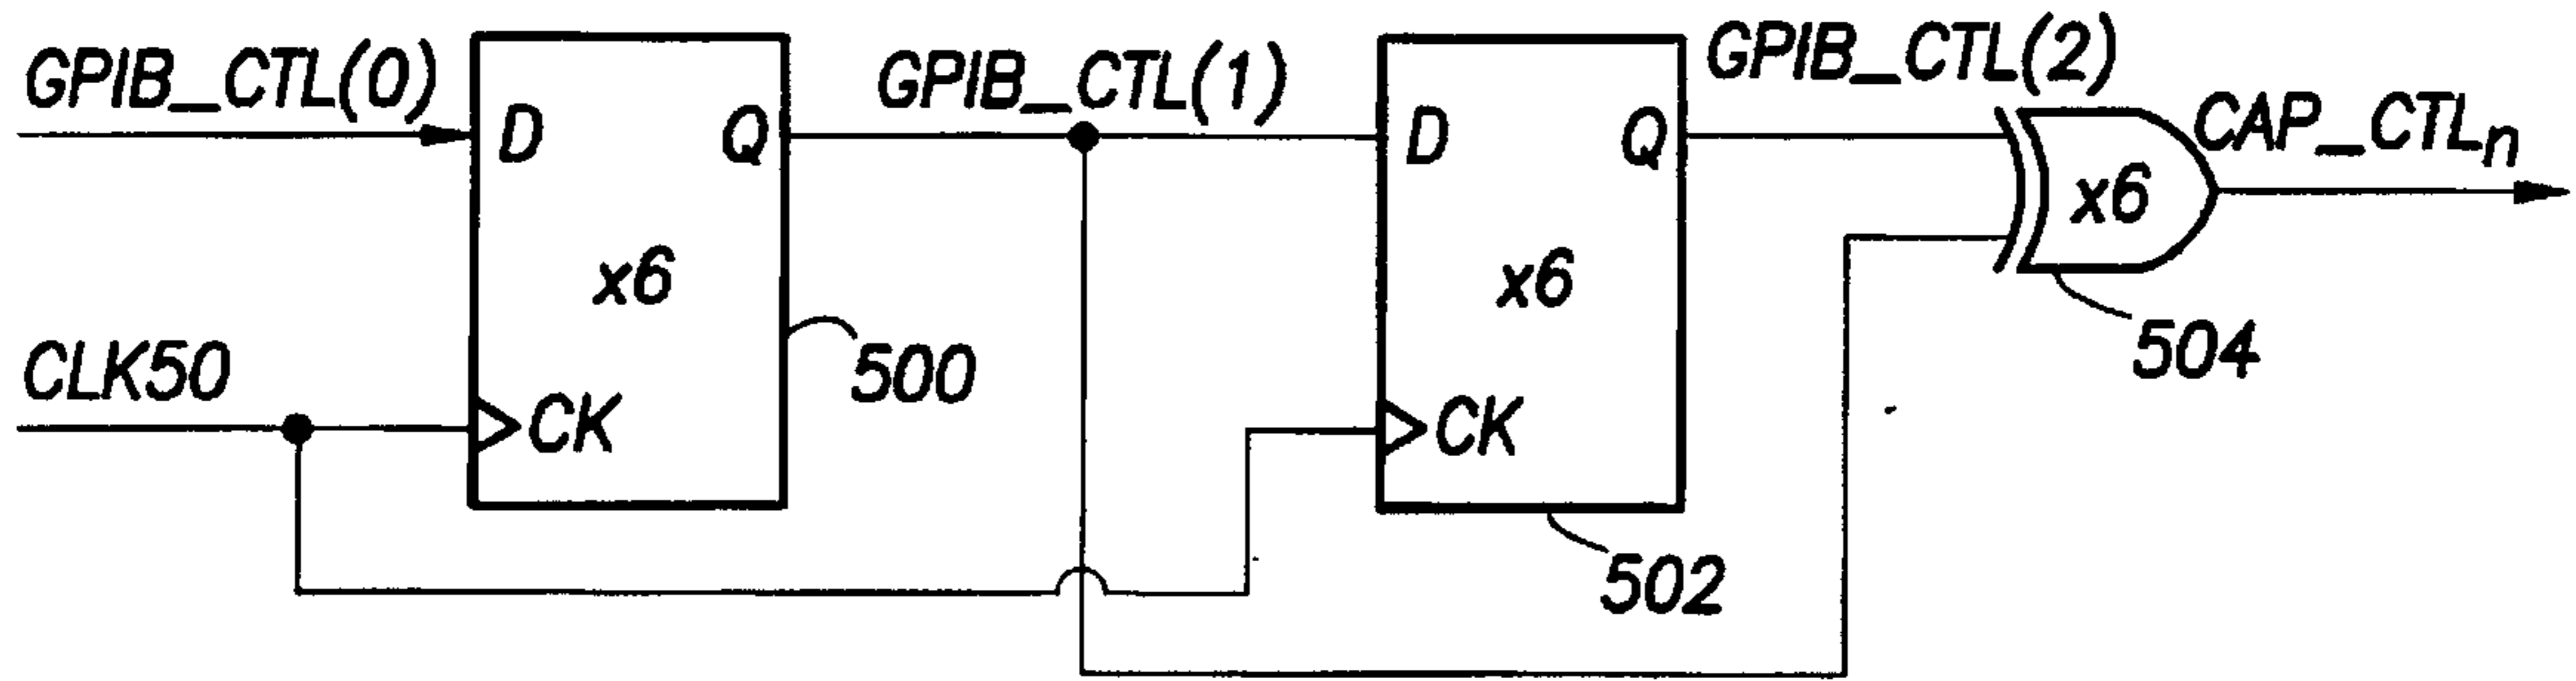 GPIB_CTL(0)
D
Q
x6
CLK50
CK
500
GPIB_CTL(1)
D
Q
x6
CK
502
GPIB_CTL(2)
x6
504
CAP_CTLn